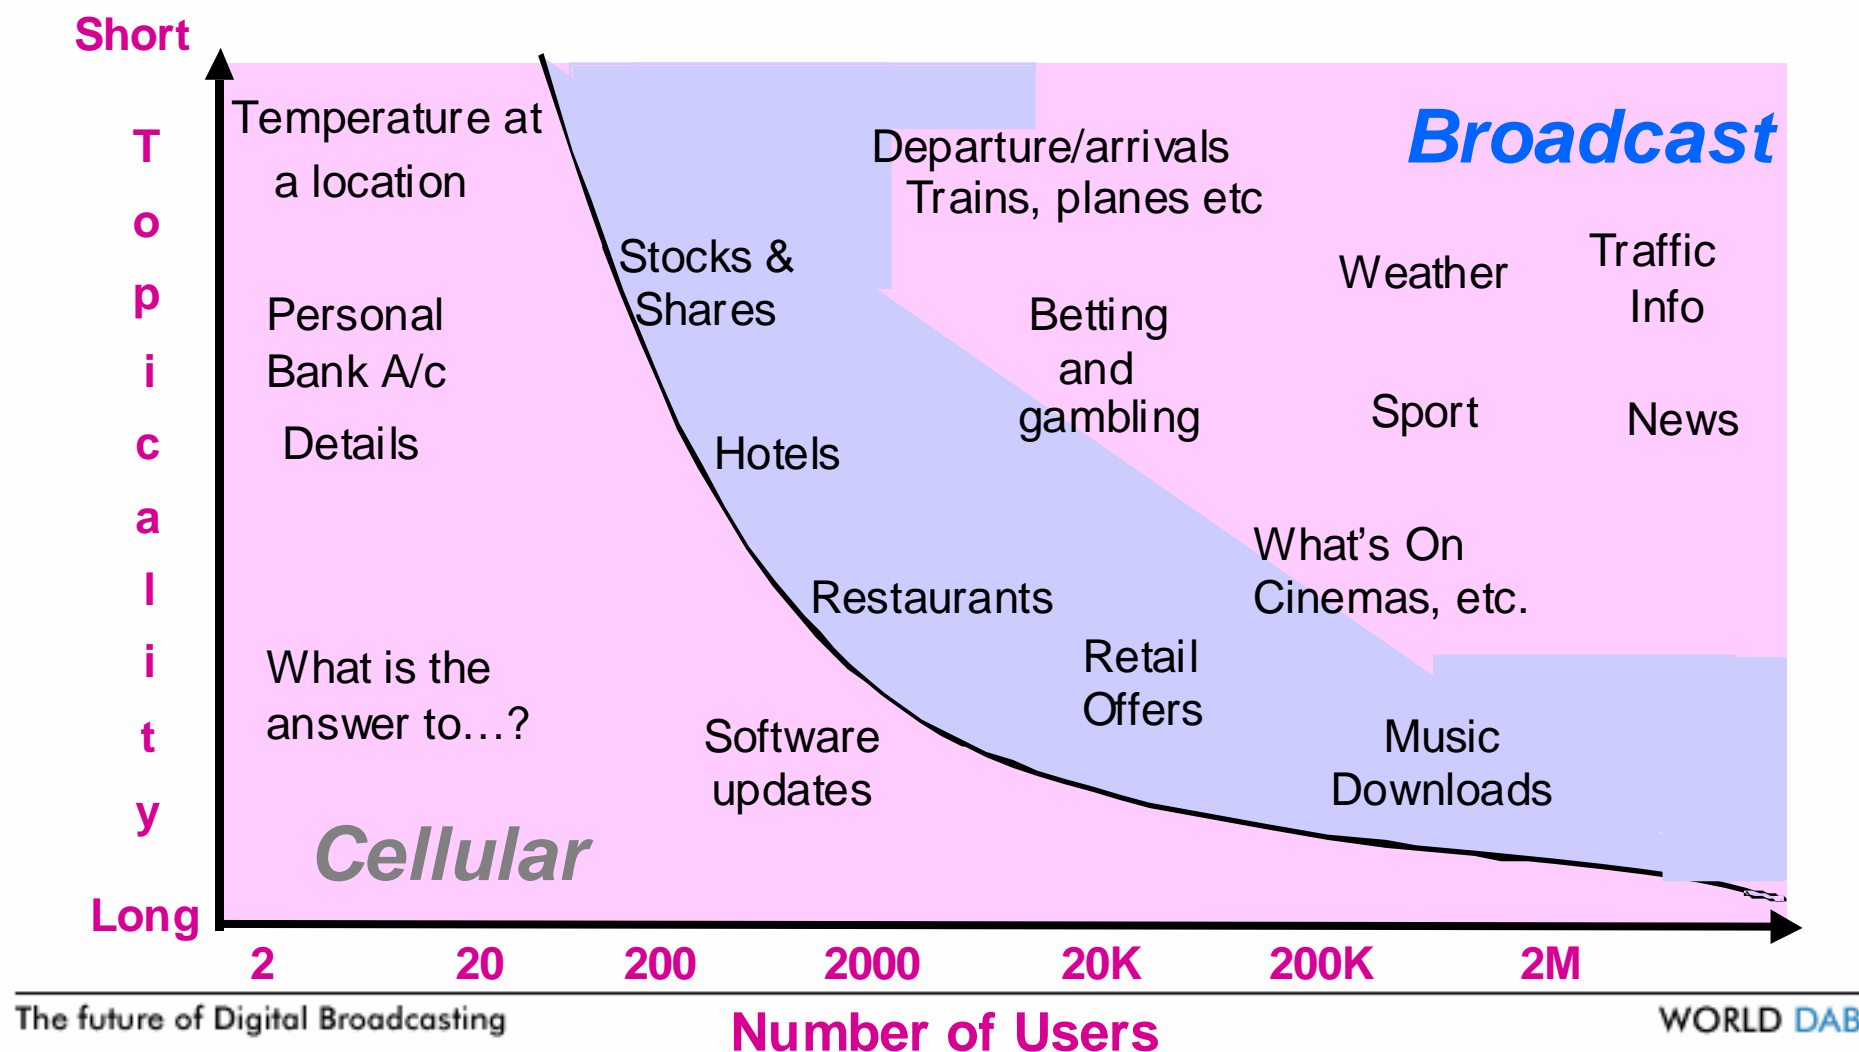 Short
Topicality
Long
Temperature at
a location
Departure/arrivals
Trains, planes etc
Broadcast
Stocks &
Shares
Weather
Traffic
Info
Personal
Bank A/c
Details
Betting
and
gambling
Sport
News
Hotels
What's On
Cinemas, etc.
Restaurants
Retail
Offers
What is the
answer to…?
Software
updates
Music
Downloads
Cellular
2 20 200 2000 20K 200K 2M
Number of Users
The future of Digital Broadcasting
WORLD DAB